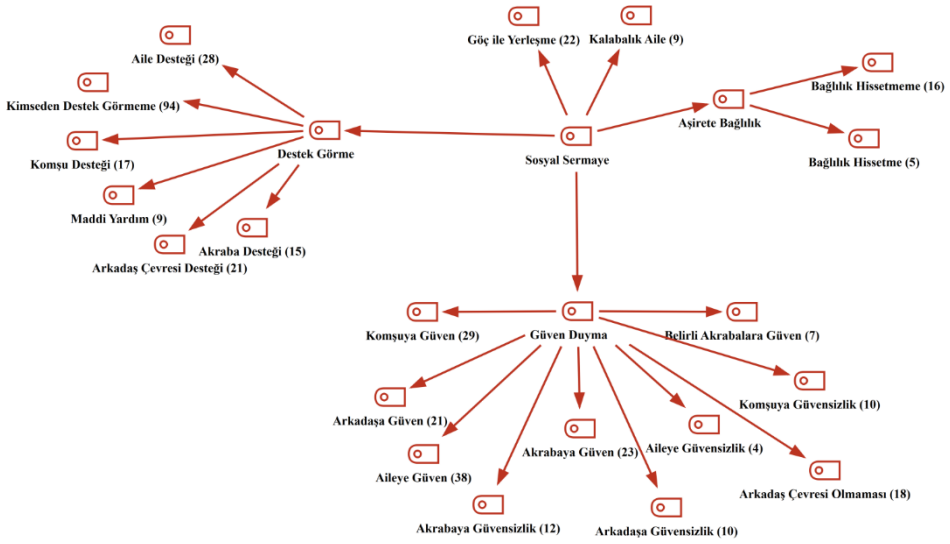 Göç ile Yerleşme (22)
Kalabalık Aile (9)
Aile Desteği (28)
Bağlılık Hissetmeme (16)
Kimseden Destek Görmeme (94)
Aşirete Bağlılık
Destek Görme
Sosyal Sermaye
Komşu Desteği (17)
Bağlılık Hissetme (5)
Maddi Yardım (9)
Akraba Desteği (15)
Arkadaş Çevresi Desteği (21)
Komşuya Güven (29)
Güven Duyma
Belirli Akrabalara Güven (7)
Komşuya Güvensizlik (10)
Arkadaşa Güven (21)
Aileye Güvensizlik (4)
Akrabaya Güven (23)
Aileye Güven (38)
Arkadaş Çevresi Olmaması (18)
Akrabaya Güvensizlik (12)
Arkadaşa Güvensizlik (10)